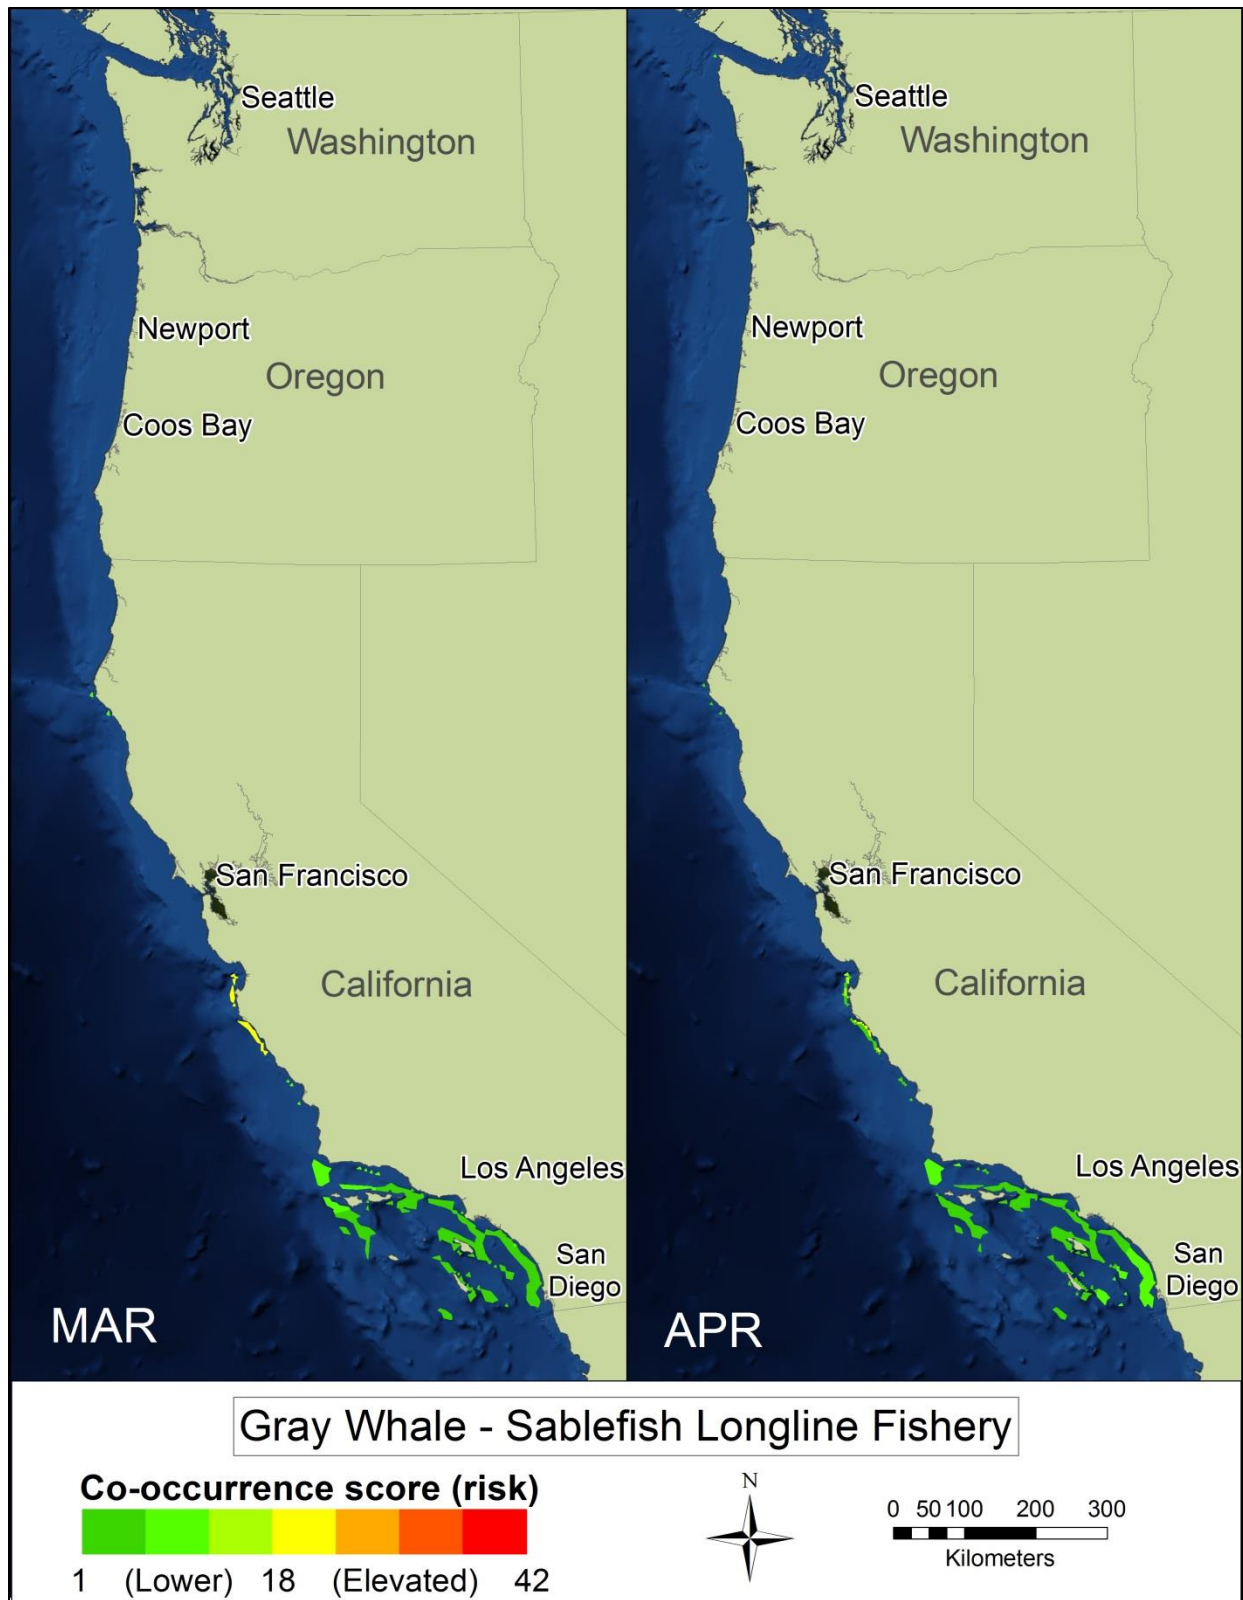 Seattle
Washington
Newport
Oregon
Coos Bay
San Francisco
California
Los Angeles
San
Diego
MAR
Seattle
Washington
Newport
Oregon
Coos Bay
San Francisco
California
Los Angeles
San
Diego
APR
Gray Whale - Sablefish Longline Fishery
Co-occurrence score (risk)
1 (Lower) 18 (Elevated) 42
N
0 50 100 200 300
Kilometers